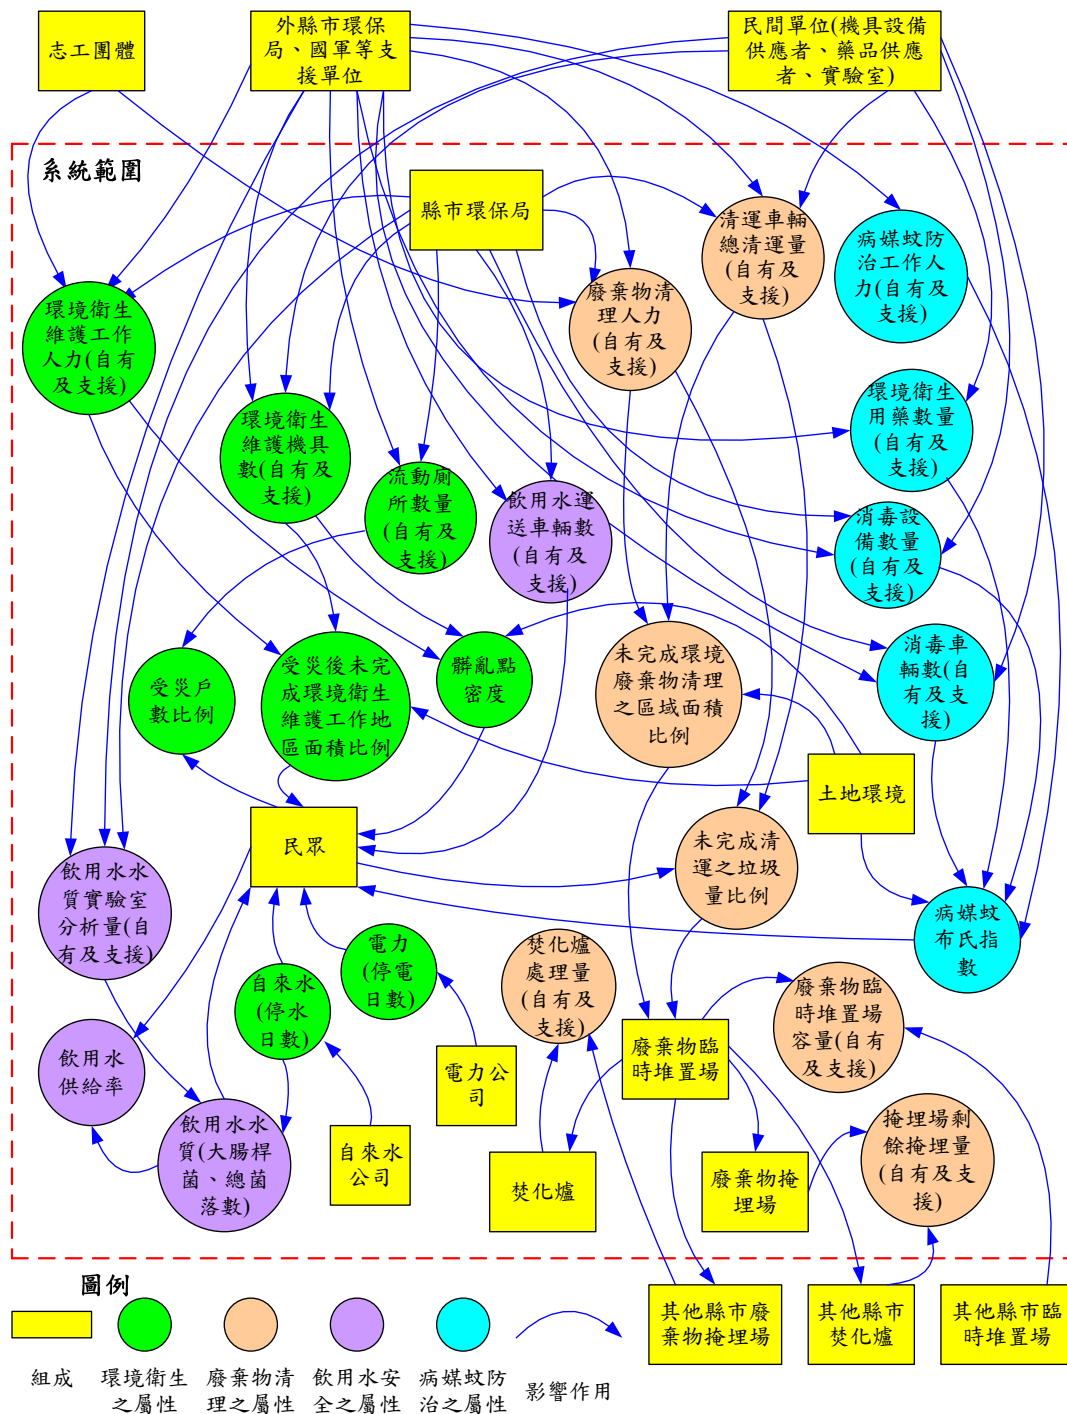 志工團體
外縣市環保
局、國軍等支
援單位
民間單位(機具設備
供應者、藥品供應
者、實驗室)
系統範圍
縣市環保局
清運車輛
總清運量
(自有及
支援)
病媒蚊防
治工作人
力(自有及
支援)
環境衛生
維護工作
人力(自有
及支援)
廢棄物清
理人力
(自有及
支援)
環境衛生
用藥數量
(自有及
支援)
環境衛生
維護機具
數(自有及
支援)
流動廁
所數量
(自有及
支援)
飲用水運
送車輛數
(自有及
支援)
消毒設
備數量
(自有及
支援)
受災戶
數比例
受災後未完
成環境衛生
維護工作地
區面積比例
髒亂點
密度
未完成環境
廢棄物清理
之區域面積
比例
消毒車
輛數(自
有及支
援)
土地環境
民眾
未完成清
運之垃圾
量比例
飲用水水
質實驗室
分析量(自
有及支援)
病媒蚊
布氏指
數
電力
(停電
日數)
焚化爐
處理量
(自有及
支援)
自來水
(停水
日數)
廢棄物臨
時堆置場
容量(自有
及支援)
飲用水
供給率
電力公
司
廢棄物臨
時堆置場
飲用水水
質(大腸桿
菌、總菌
落數)
自來水
公司
焚化爐
廢棄物掩
埋場
掩埋場剩
餘掩埋量
(自有及支
援)
圖例
組成
環境衛生
之屬性
廢棄物清
理之屬性
飲用水安
全之屬性
病媒蚊防
治之屬性
影響作用
其他縣市廢
棄物掩埋場
其他縣市
焚化爐
其他縣市臨
時堆置場